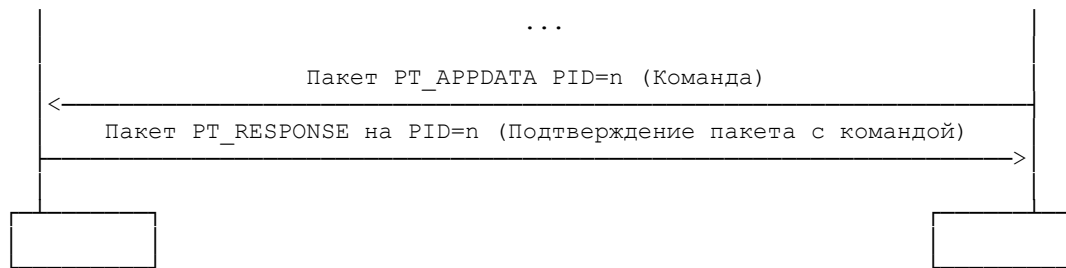 ...
Пакет PT_APPDATA PID=n (Команда)
Пакет PT_RESPONSE на PID=n (Подтверждение пакета с командой)